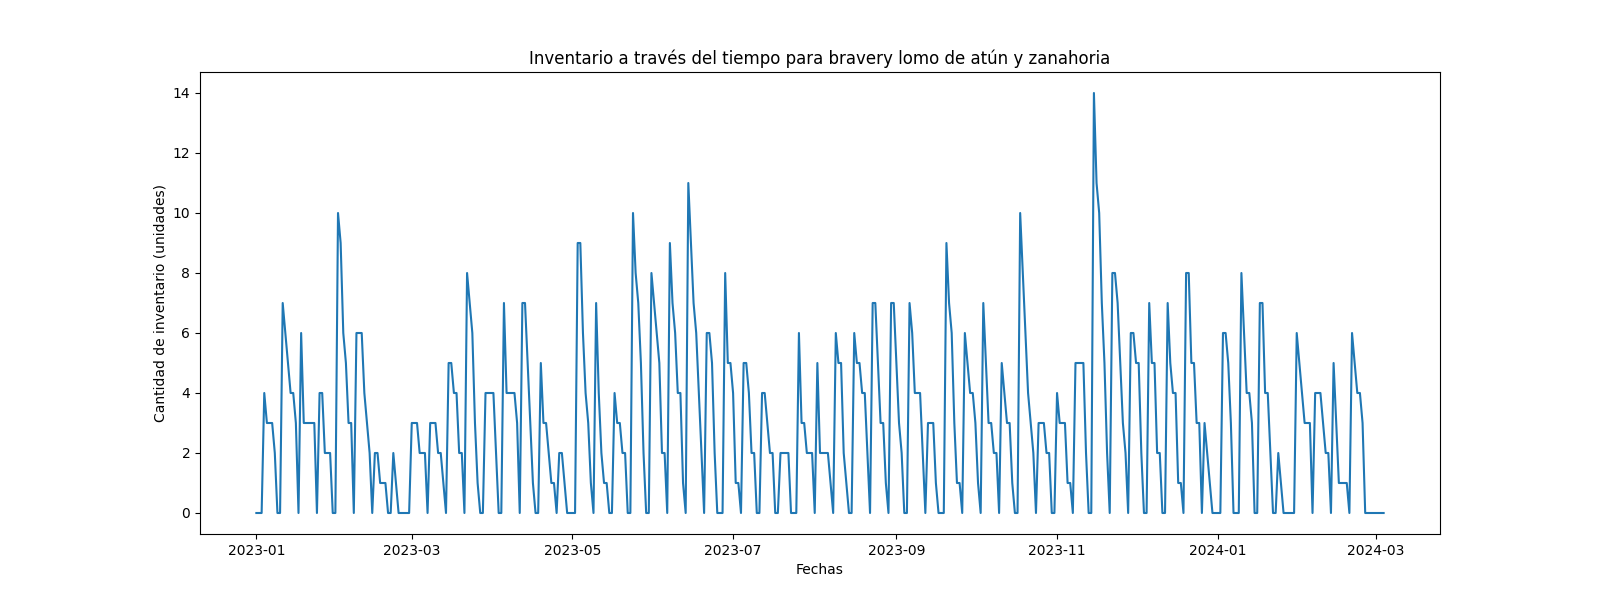 Inventario a través del tiempo para bravery lomo de atún y zanahoria
Cantidad de inventario (unidades)
14
12
10
8
6
4
2
0
2023-01 2023-03 2023-05 2023-07 2023-09 2023-11 2024-01 2024-03
Fechas